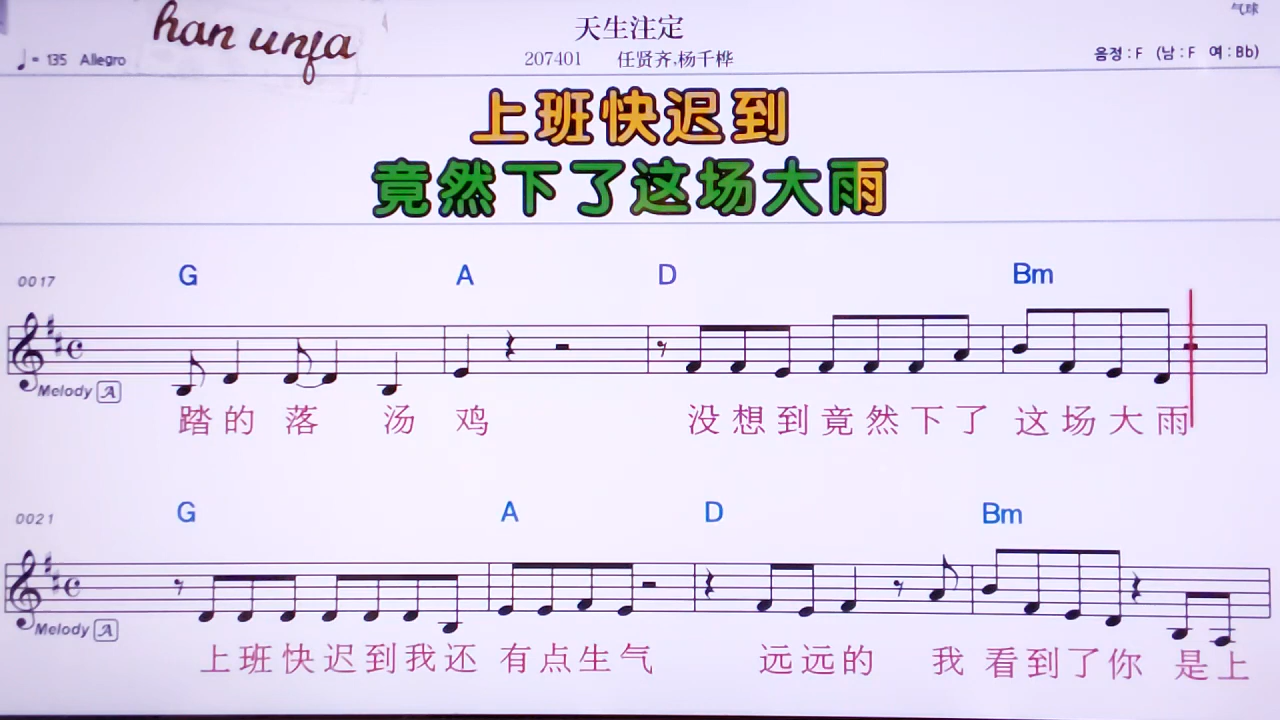 气球
han unfa
天生注定
♩= 135 Allegro
207401 任贤齐,杨千桦
음정 : F (남 : F 여 : Bb)
上班快迟到
竟然下了这场大雨
0017
G A D Bm
Melody A
踏的落汤鸡 没想到竟然下了 这场大雨
0021
G A D Bm
Melody A
上班快迟到我还 有点生气 远远的 我 看到了你 是上